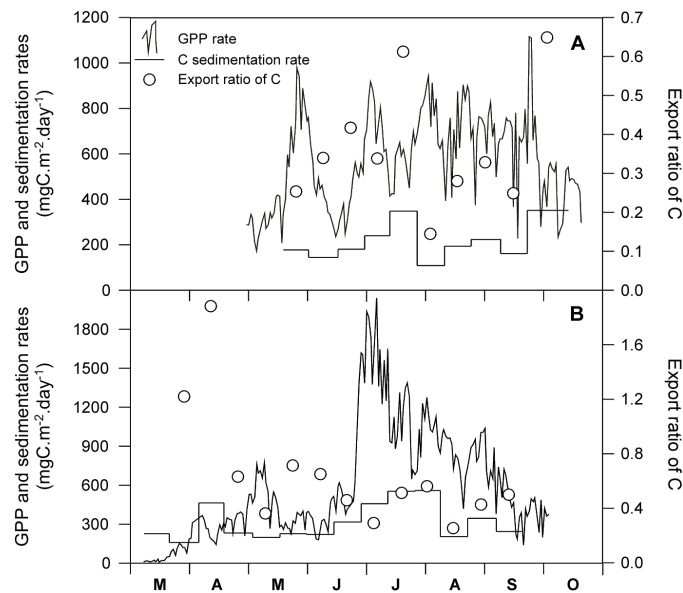 GPP and sedimentation rates
(mgC.m-2.day-1)
1200
1000
800
600
400
200
0
GPP rate
C sedimentation rate
Export ratio of C
A
0.7
0.6
0.5
0.4
0.3
0.2
0.1
0.0
Export ratio of C
GPP and sedimentation rates
(mgC.m-2.day-1)
1800
1500
1200
900
600
300
0
B
1.6
1.2
0.8
0.4
0.0
Export ratio of C
M A M J J A S O